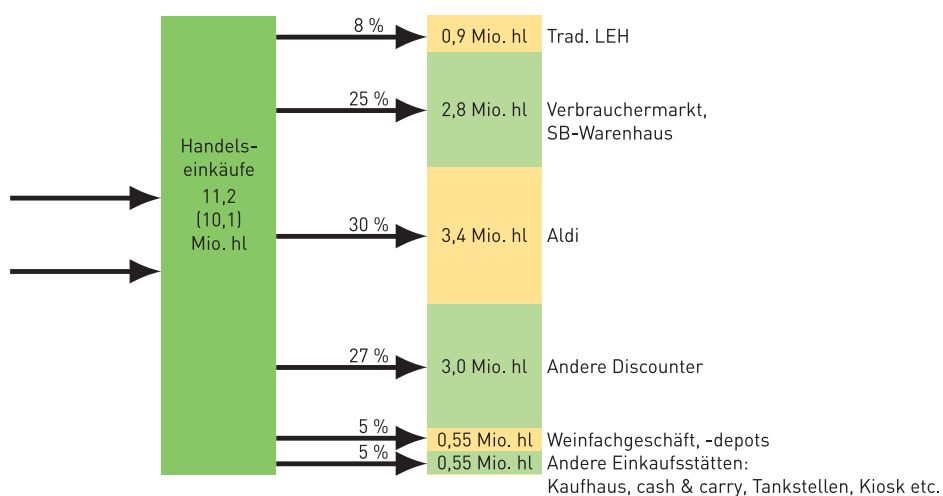 Handels-
einkäufe
11,2
(10,1)
Mio. hl
8 %
0,9 Mio. hl
Trad. LEH
25 %
2,8 Mio. hl
Verbrauchermarkt,
SB-Warenhaus
30 %
3,4 Mio. hl
Aldi
27 %
3,0 Mio. hl
Andere Discounter
5 %
0,55 Mio. hl
Weinfachgeschäft, -depots
5 %
0,55 Mio. hl
Andere Einkaufsstätten:
Kaufhaus, cash & carry, Tankstellen, Kiosk etc.